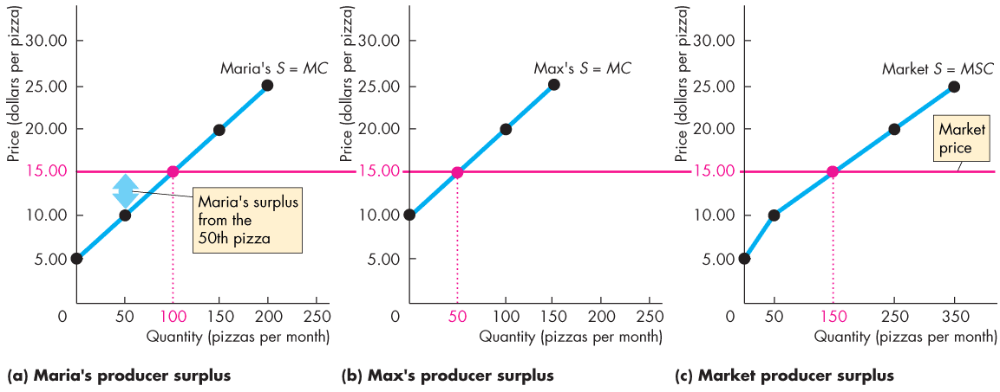 Price (dollars per pizza)
30.00
25.00
20.00
15.00
10.00
5.00
0
50
100
150
200
250
Quantity (pizzas per month)
Maria's S = MC
Maria's surplus
from the
50th pizza
(a) Maria's producer surplus
Price (dollars per pizza)
30.00
25.00
20.00
15.00
10.00
5.00
0
50
100
150
200
250
Quantity (pizzas per month)
Max's S = MC
(b) Max's producer surplus
Price (dollars per pizza)
30.00
25.00
20.00
15.00
10.00
5.00
0
50
150
250
350
Quantity (pizzas per month)
Market S = MSC
Market
price
(c) Market producer surplus